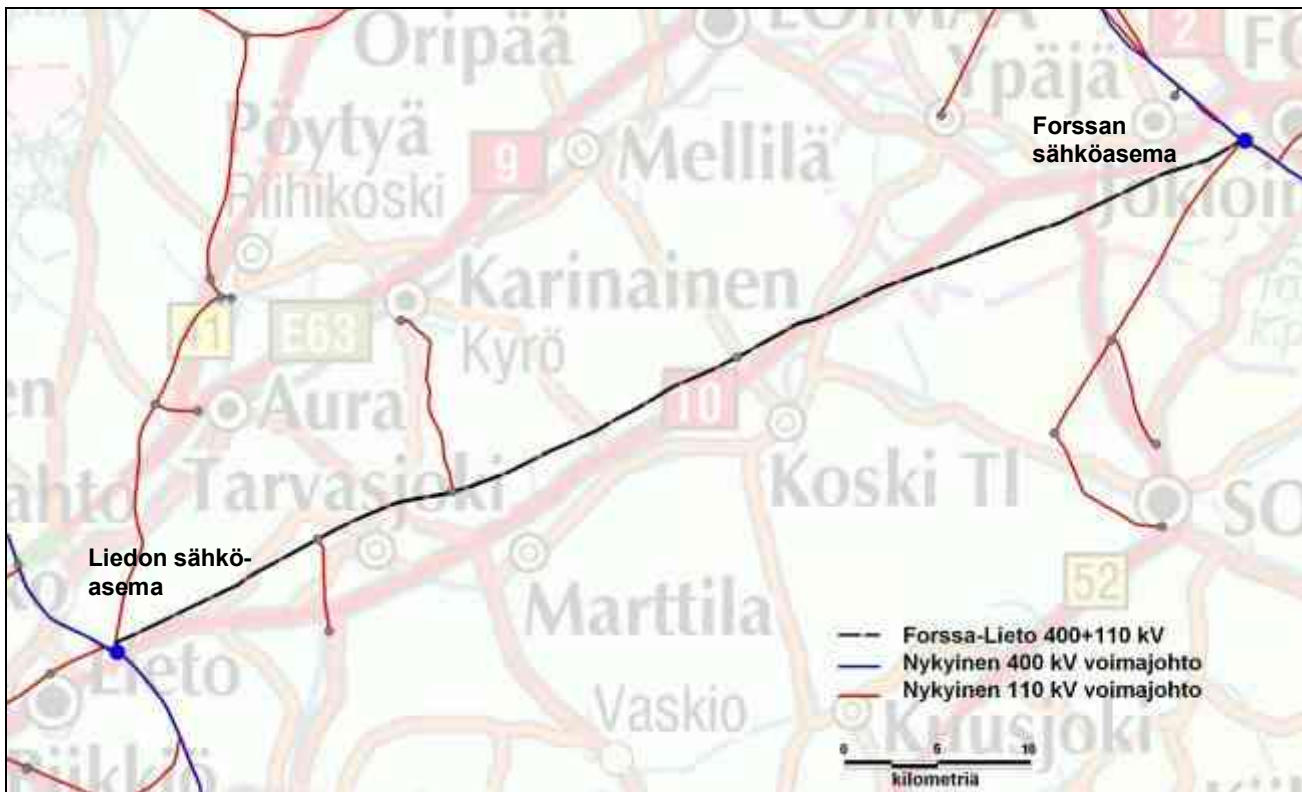 LOIMAA
Oripää
Ypäjä
2
Pöytyä
Mellilä
9
Forssan
sähköasema
Riihikoski
Karinainen
Kyrö
E63
Aura
10
Tarvasjoki
Koski Tl
Liedon sähkö-
asema
52
Marttila
Forssa-Lieto 400+110 kV
Nykyinen 400 kV voimajohto
Nykyinen 110 kV voimajohto
Lieto
Vaskio
Kuusjoki
0 5 10
kilometriä